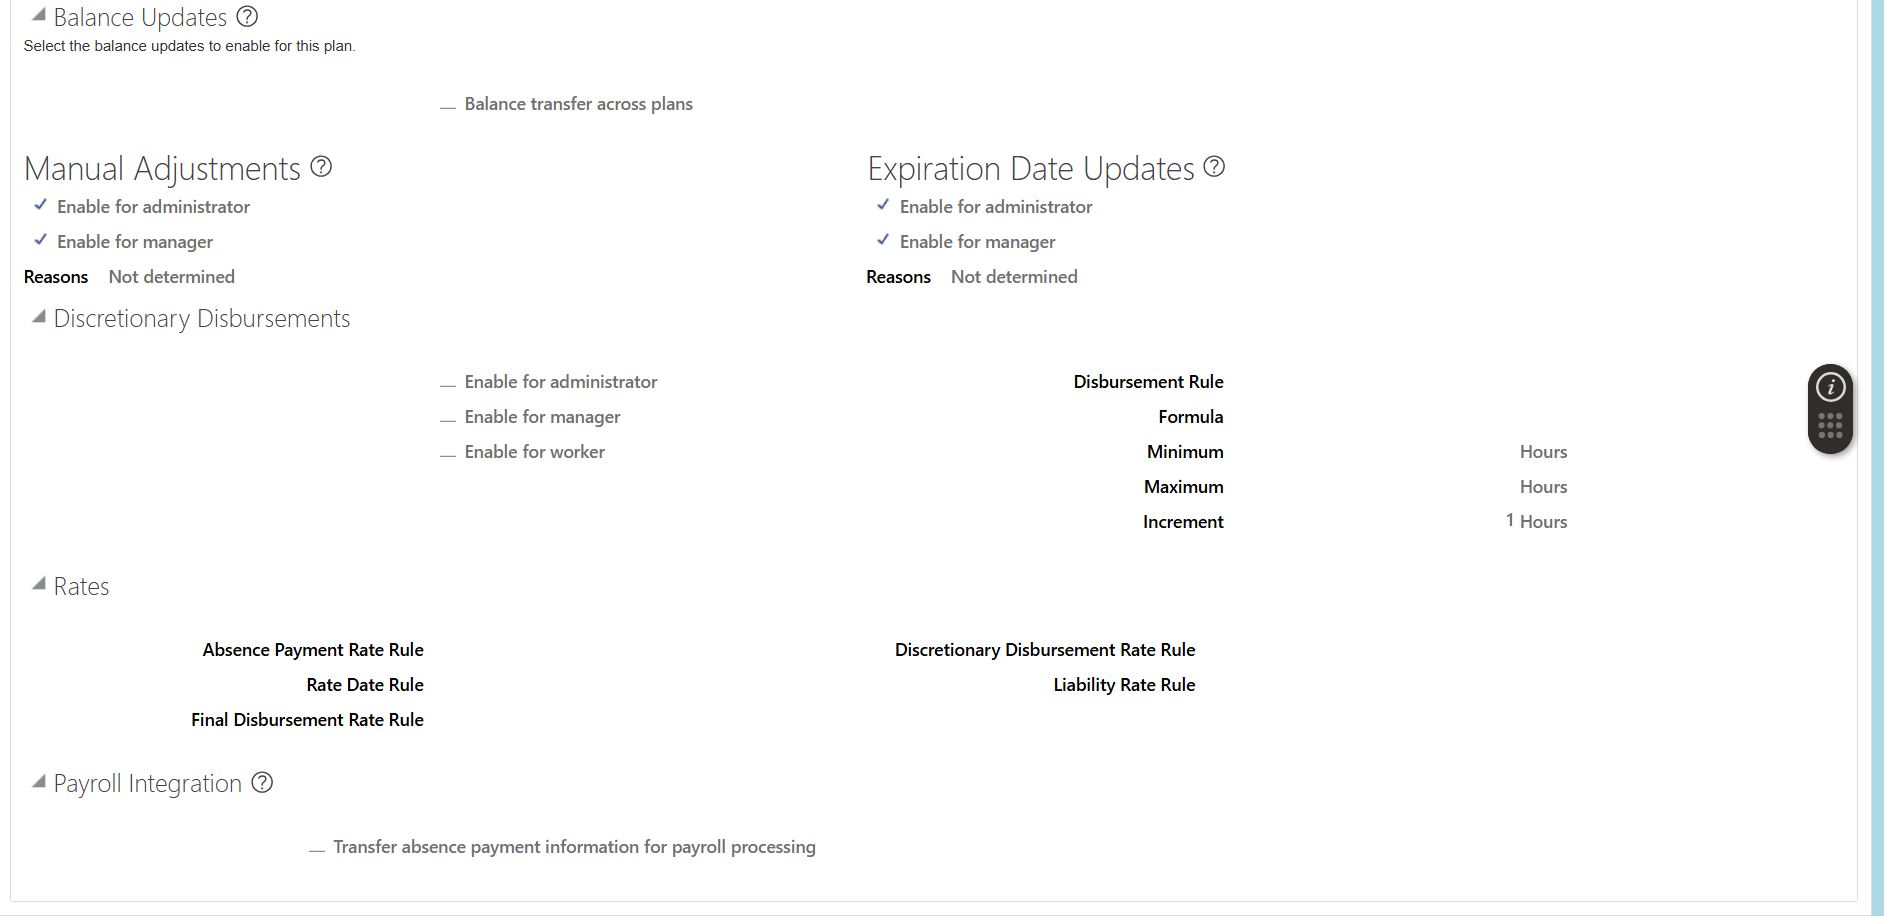 Balance Updates
Select the balance updates to enable for this plan.
Balance transfer across plans
Manual Adjustments
Enable for administrator
Enable for manager
Reasons Not determined
Expiration Date Updates
Enable for administrator
Enable for manager
Reasons Not determined
Discretionary Disbursements
Enable for administrator
Enable for manager
Enable for worker
Disbursement Rule
Formula
Minimum Hours
Maximum Hours
Increment 1 Hours
Rates
Absence Payment Rate Rule
Rate Date Rule
Final Disbursement Rate Rule
Discretionary Disbursement Rate Rule
Liability Rate Rule
Payroll Integration
Transfer absence payment information for payroll processing